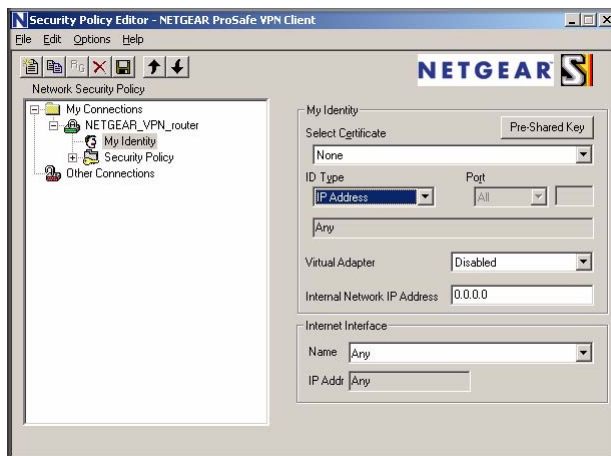 Security Policy Editor - NETGEAR ProSafe VPN Client
File Edit Options Help
NETGEAR
Network Security Policy
My Connections
NETGEAR_VPN_router
My Identity
Security Policy
Other Connections
My Identity
Select Certificate
Pre-Shared Key
None
ID Type
Port
IP Address
All
Any
Virtual Adapter
Disabled
Internal Network IP Address
0.0.0.0
Internet Interface
Name
Any
IP Addr
Any